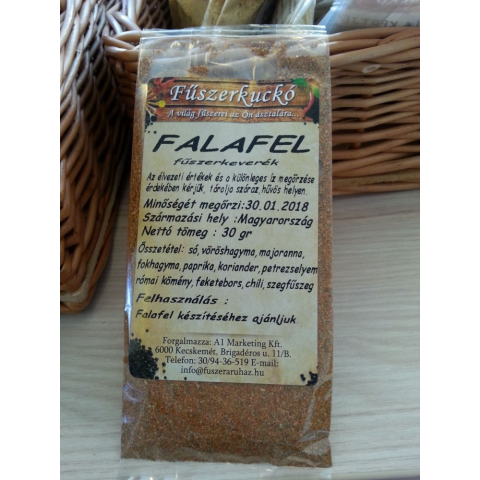 Fűszerkuckó
A világ fűszerei az Ön asztalára...
FALAFEL
fűszerkeverék
Az élvezeti értékek és a különleges íz megőrzése
érdekében kérjük, tárolja száraz, hűvös helyen.
Minőségét megőrzi:30.01.2018
Származási hely :Magyarország
Nettó tömeg : 30 gr
Összetétel: só, vöröshagyma, majoranna,
fokhagyma, paprika, koriander, petrezselyem
római kömény, feketebors, chili, szegfűszeg
Felhasználás :
Falafel készítéséhez ajánljuk
Forgalmazza: A1 Marketing Kft.
6000 Kecskemét, Brigadéros u. 11/B.
Telefon: 30/94-36-519 E-mail:
info@fuszeraruhaz.hu